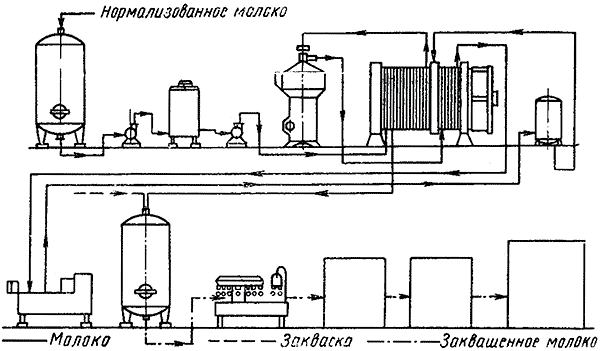 Нормализованное молоко
Молоко
Закваска
Заквашенное молоко